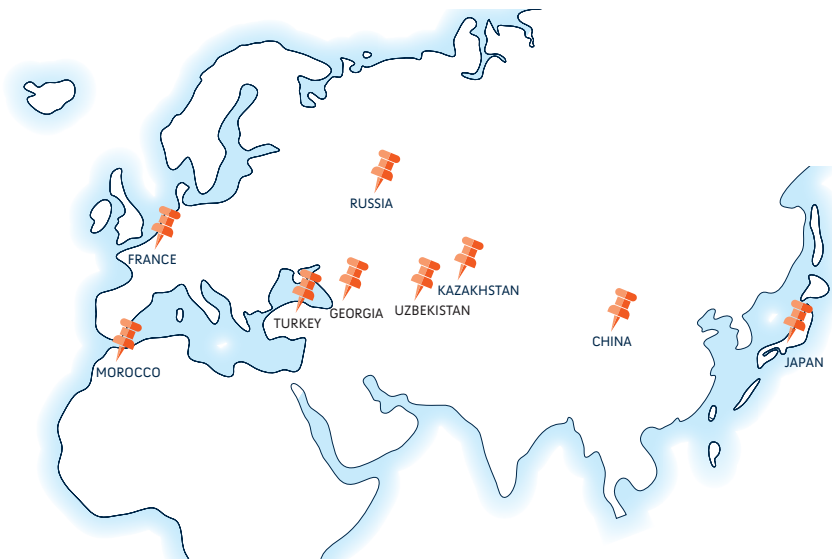 RUSSIA
FRANCE
KAZAKHSTAN
GEORGIA
UZBEKISTAN
TURKEY
CHINA
JAPAN
MOROCCO